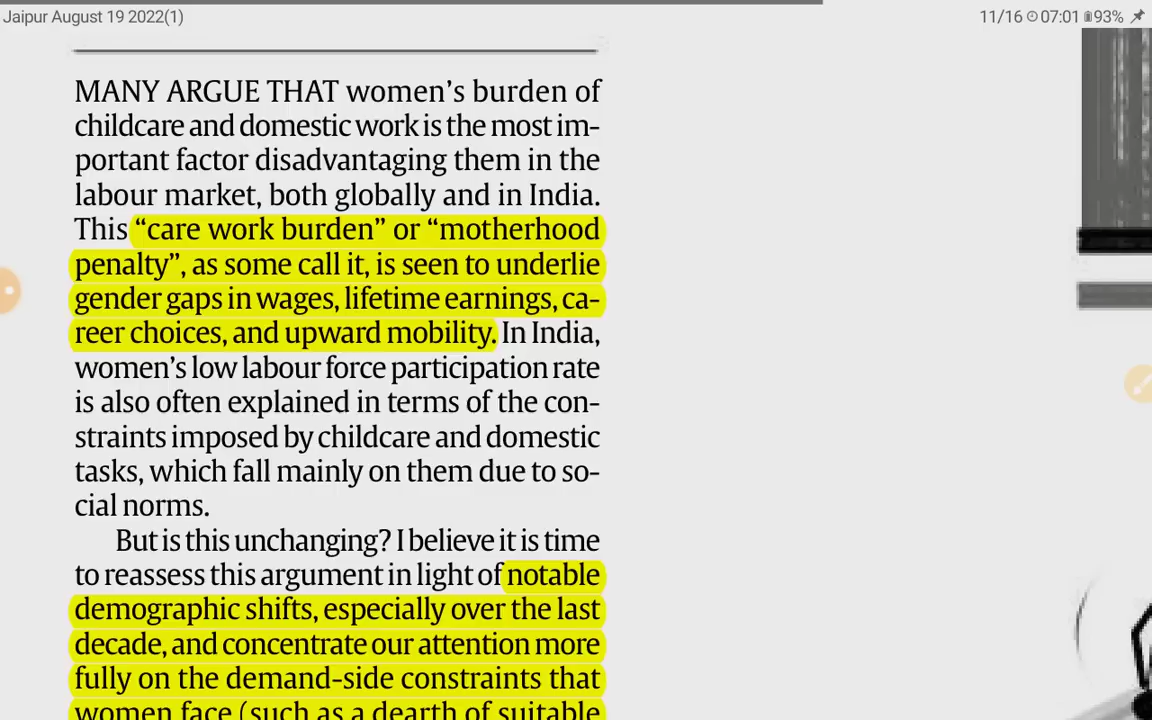 Jaipur August 19 2022(1)
11/16 07:01 93%
MANY ARGUE THAT women’s burden of
childcare and domestic work is the most im-
portant factor disadvantaging them in the
labour market, both globally and in India.
This “care work burden” or “motherhood
penalty”, as some call it, is seen to underlie
gender gaps in wages, lifetime earnings, ca-
reer choices, and upward mobility. In India,
women’s low labour force participation rate
is also often explained in terms of the con-
straints imposed by childcare and domestic
tasks, which fall mainly on them due to so-
cial norms.
But is this unchanging? I believe it is time
to reassess this argument in light of notable
demographic shifts, especially over the last
decade, and concentrate our attention more
fully on the demand-side constraints that
women face (such as a dearth of suitable